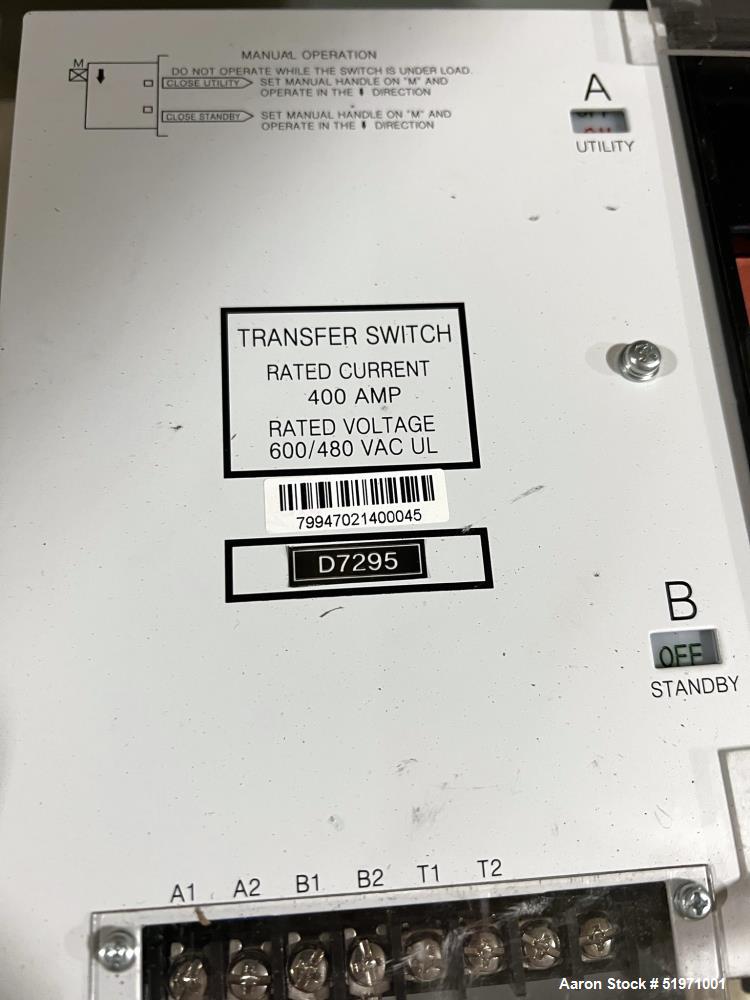 MANUAL OPERATION
M
DO NOT OPERATE WHILE THE SWITCH IS UNDER LOAD.
CLOSE UTILITY SET MANUAL HANDLE ON "M" AND
OPERATE IN THE ⬇ DIRECTION
CLOSE STANDBY SET MANUAL HANDLE ON "M" AND
OPERATE IN THE ⬇ DIRECTION
A
UTILITY
TRANSFER SWITCH
RATED CURRENT
400 AMP
RATED VOLTAGE
600/480 VAC UL
79947021400045
D7295
B
OFF
STANDBY
A1 A2 B1 B2 T1 T2
Aaron Stock # 51971001